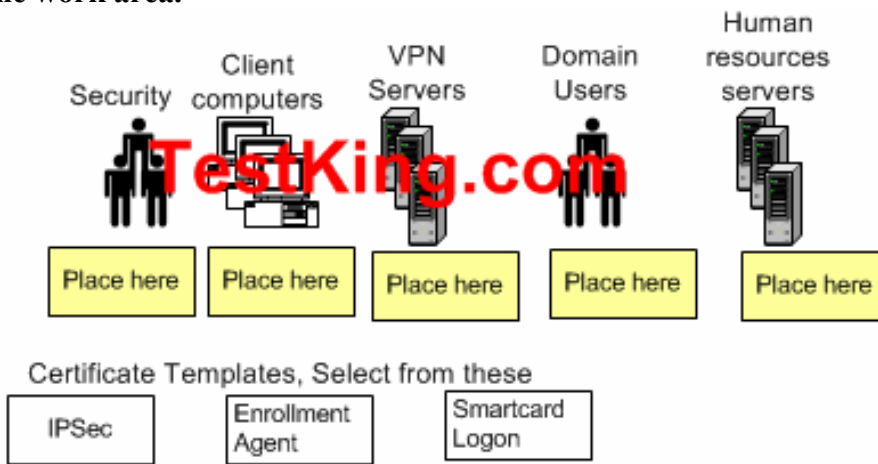 ne work area.
Human
Client VPN Domain resources
Security computers Servers Users servers
TestKing.com
Place here Place here Place here Place here Place here
Certificate Templates, Select from these
IPSec Enrollment Agent Smartcard Logon